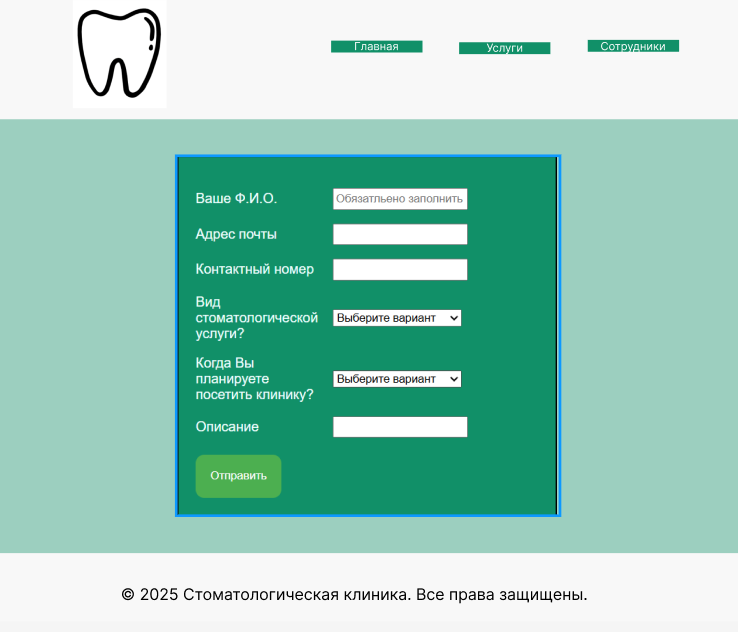 Главная
Услуги
Сотрудники
Ваше Ф.И.О.
Обязатльено заполнить
Адрес почты
Контактный номер
Вид
стоматологической
услуги?
Выберите вариант
Когда Вы
планируете
посетить клинику?
Выберите вариант
Описание
Отправить
© 2025 Стоматологическая клиника. Все права защищены.